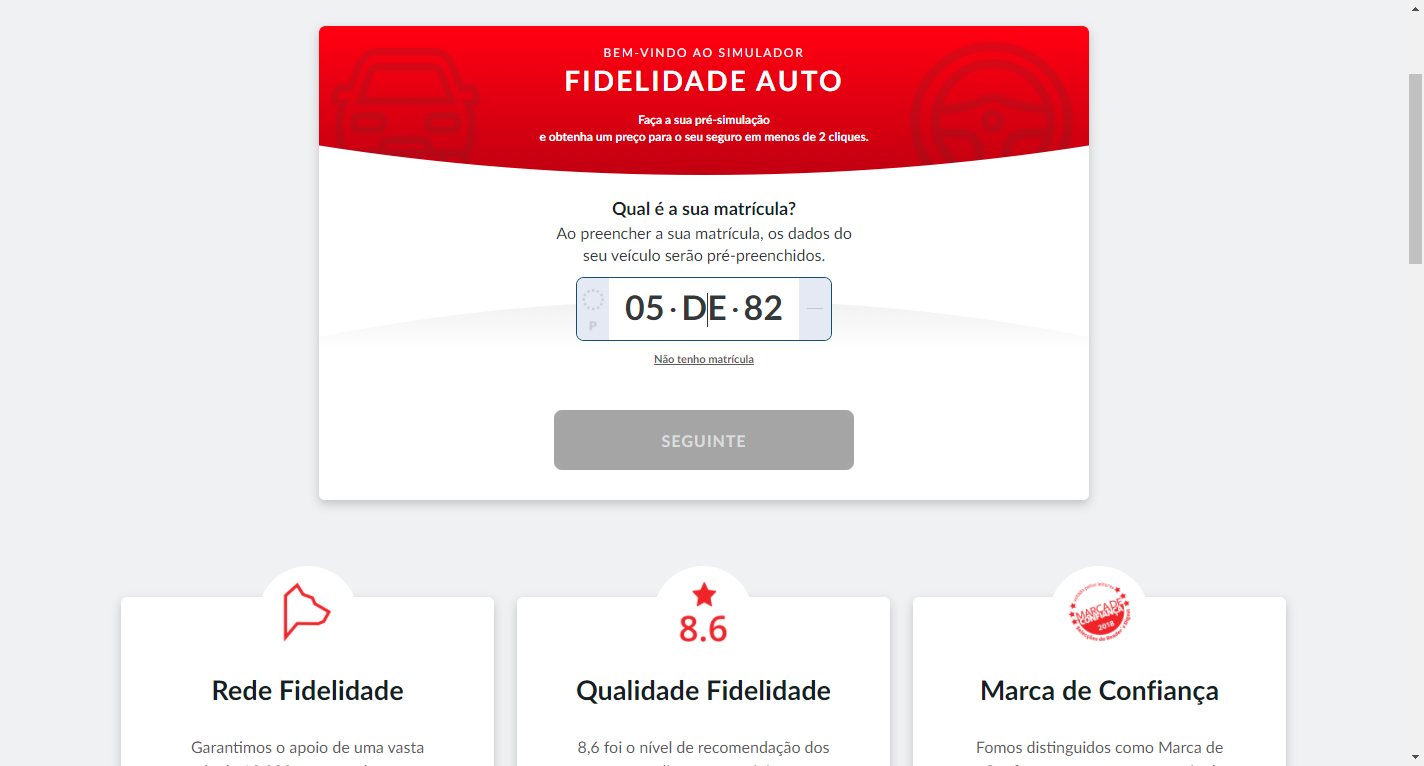 BEM-VINDO AO SIMULADOR
FIDELIDADE AUTO
Faça a sua pré-simulação
e obtenha um preço para o seu seguro em menos de 2 cliques.
Qual é a sua matrícula?
Ao preencher a sua matrícula, os dados do
seu veículo serão pré-preenchidos.
P
05·DE·82
Não tenho matrícula
SEGUINTE
Rede Fidelidade
Garantimos o apoio de uma vasta
8.6
Qualidade Fidelidade
8,6 foi o nível de recomendação dos
MARCA DE
CONFIANÇA
2018
Marca de Confiança
Fomos distinguidos como Marca de